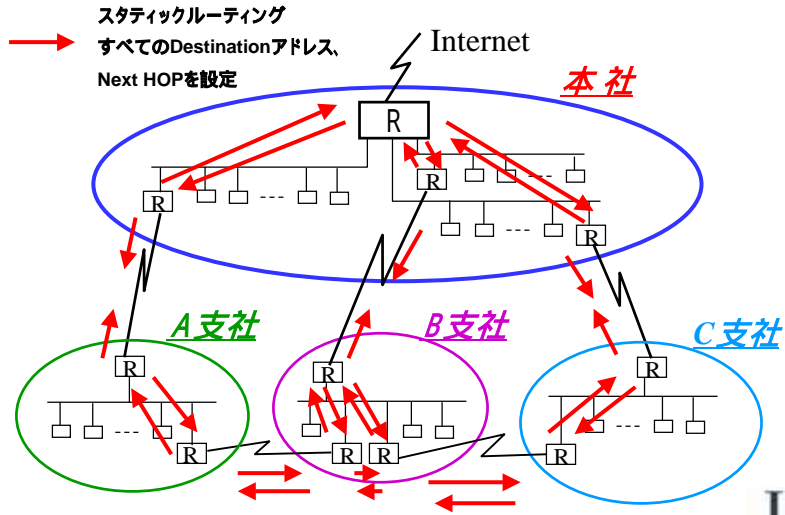 スタティックルーティング
すべてのDestinationアドレス、
Next HOPを設定
Internet
本 社
R
R
R
R
---
---
---
A支社
B支社
C支社
R
R
R
---
---
R
R
R
R